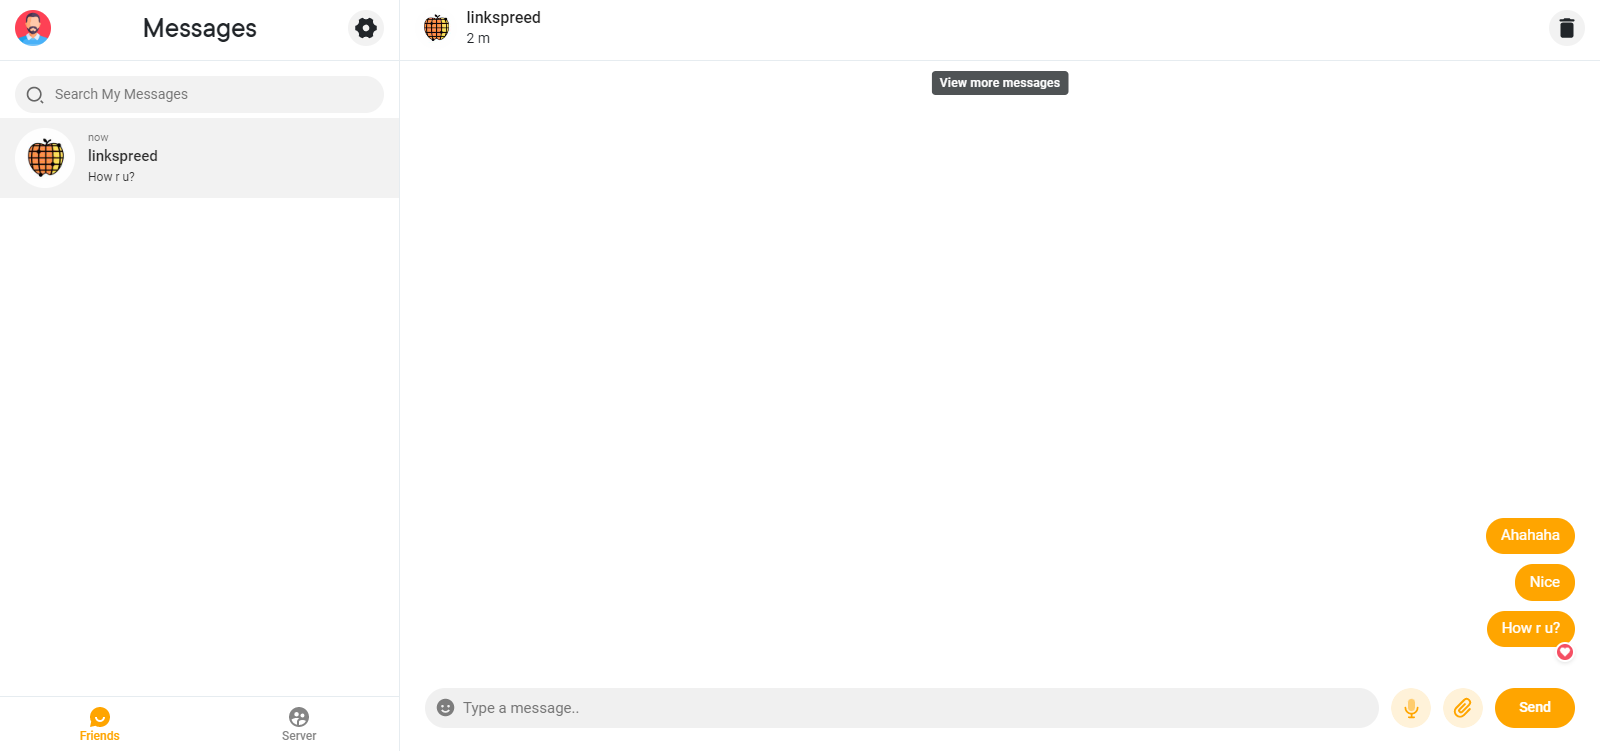 Messages
Search My Messages
now
linkspreed
How r u?
Friends
Server
linkspreed
2 m
View more messages
Ahahaha
Nice
How r u?
Type a message..
Send